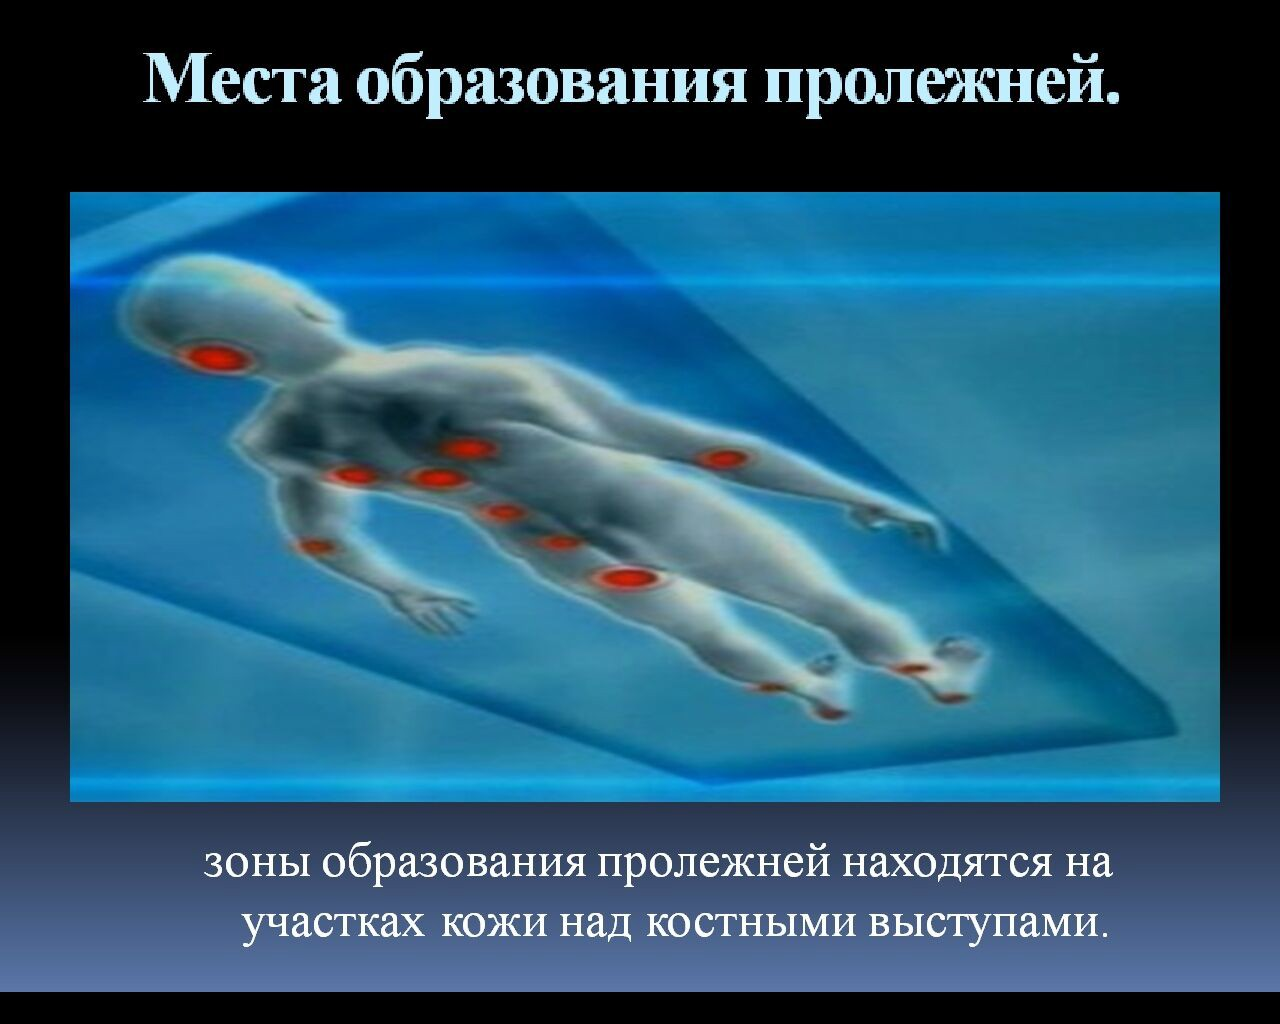 Места образования пролежней.
зоны образования пролежней находятся на
участках кожи над костными выступами.